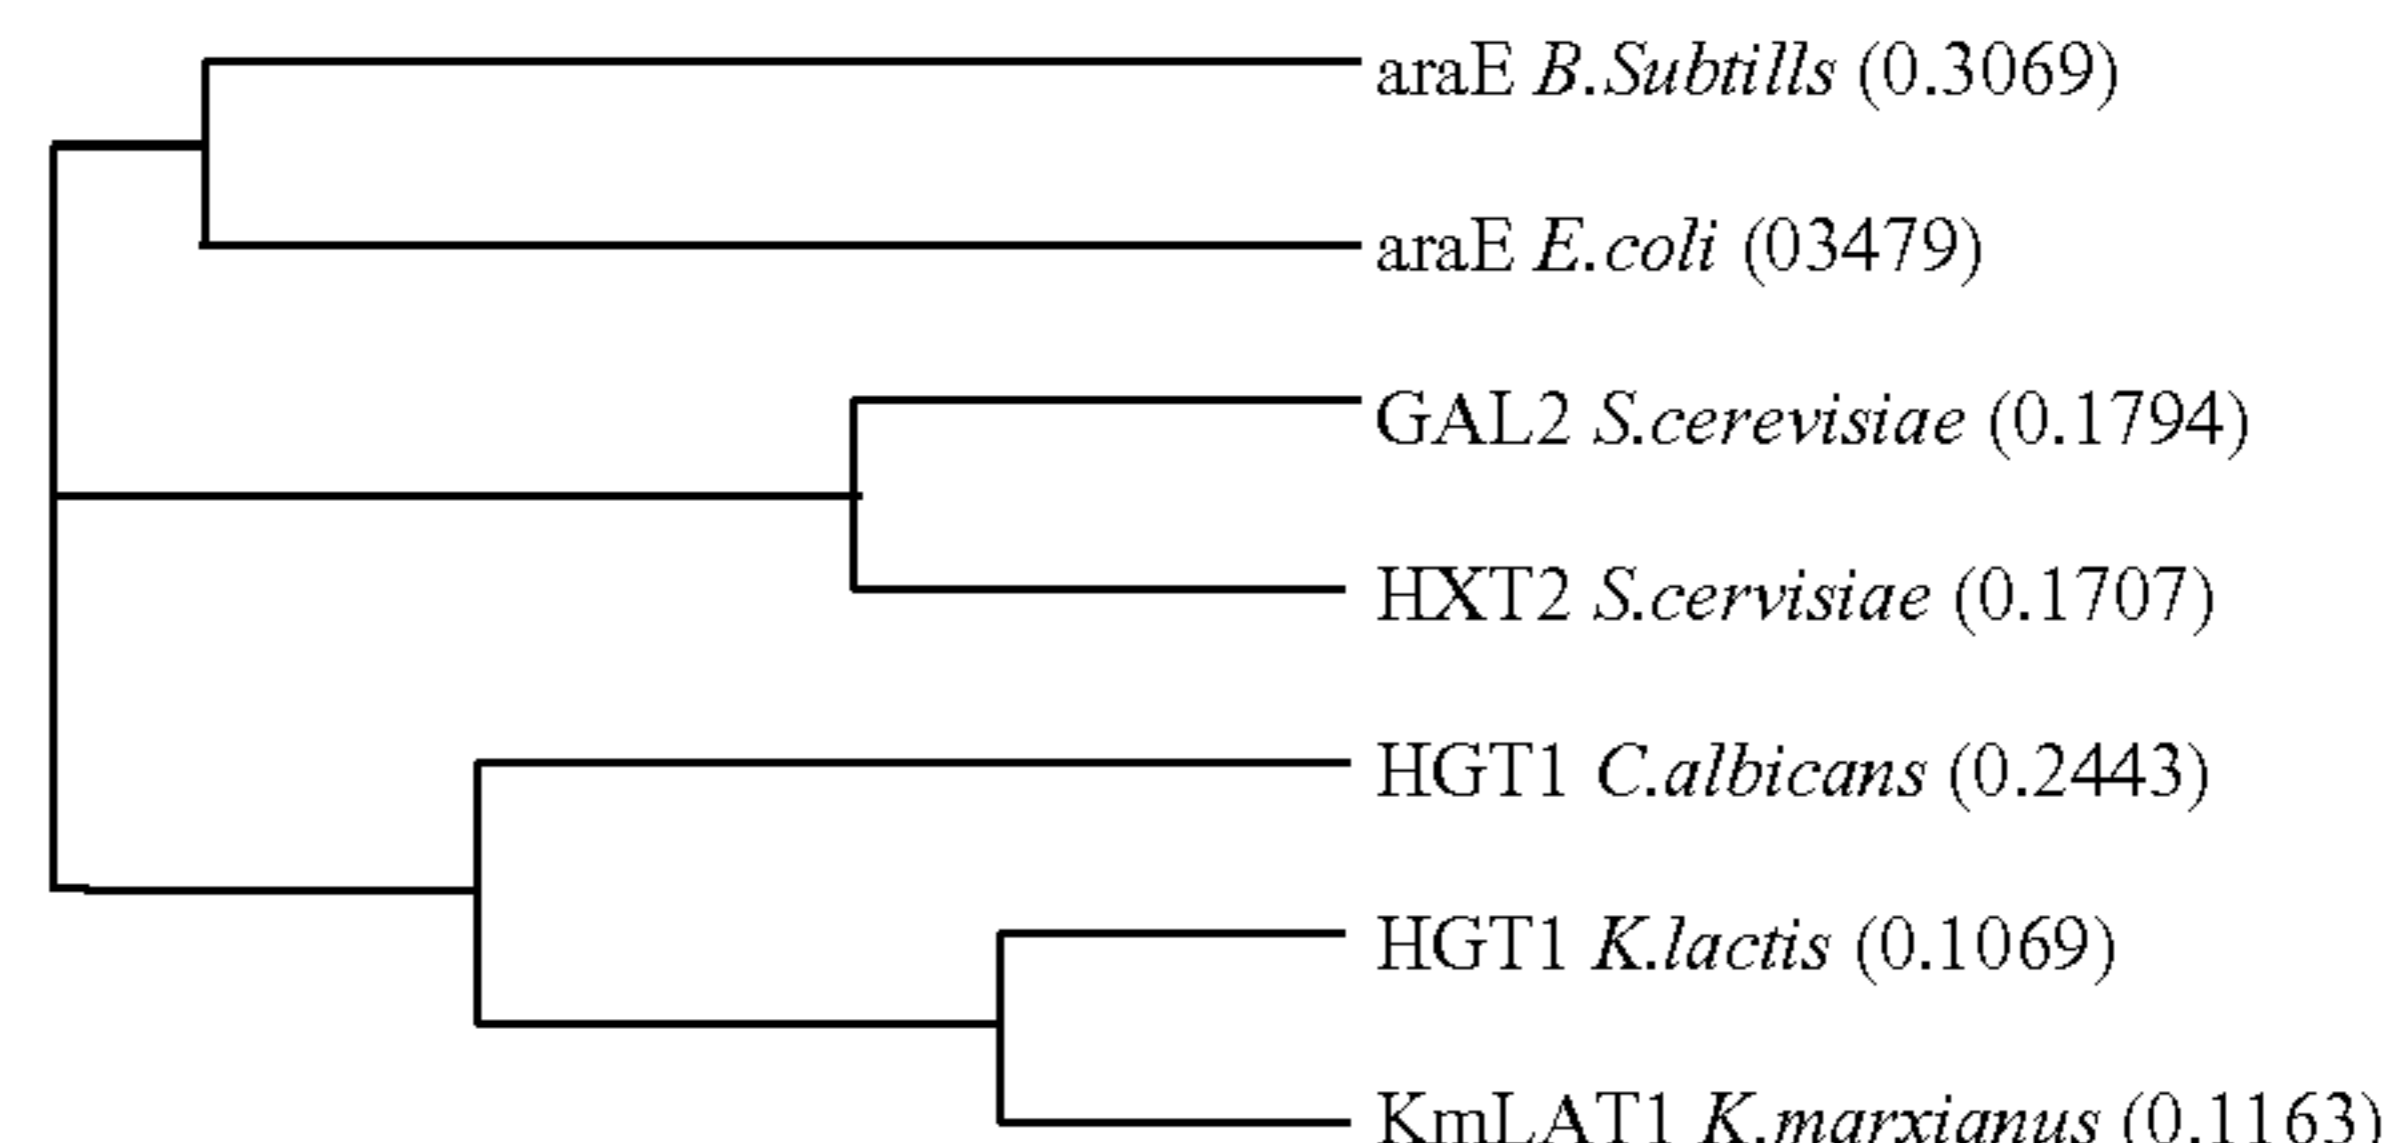 araE B.Subtills (0.3069)
araE E.coli (03479)
GAL2 S.cerevisiae (0.1794)
HXT2 S.cervisiae (0.1707)
HGT1 C.albicans (0.2443)
HGT1 K.lactis (0.1069)
KmLAT1 K.marxianus (0.1163)